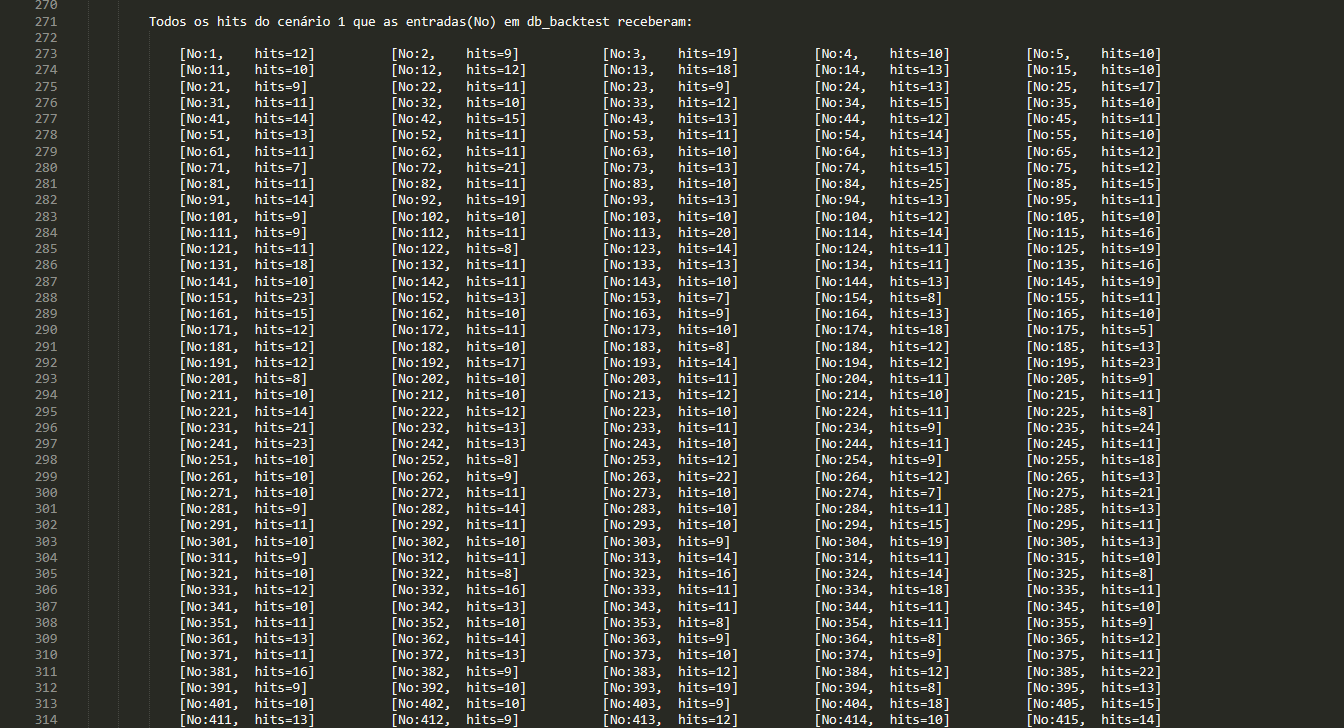 270
271 Todos os hits do cenário 1 que as entradas(No) em db_backtest receberam:
272
273 [No:1, hits=12] [No:2, hits=9] [No:3, hits=19] [No:4, hits=10] [No:5, hits=10]
274 [No:11, hits=10] [No:12, hits=12] [No:13, hits=18] [No:14, hits=13] [No:15, hits=10]
275 [No:21, hits=9] [No:22, hits=11] [No:23, hits=9] [No:24, hits=13] [No:25, hits=17]
276 [No:31, hits=11] [No:32, hits=10] [No:33, hits=12] [No:34, hits=15] [No:35, hits=10]
277 [No:41, hits=14] [No:42, hits=15] [No:43, hits=13] [No:44, hits=12] [No:45, hits=11]
278 [No:51, hits=13] [No:52, hits=11] [No:53, hits=11] [No:54, hits=14] [No:55, hits=10]
279 [No:61, hits=11] [No:62, hits=11] [No:63, hits=10] [No:64, hits=13] [No:65, hits=12]
280 [No:71, hits=7] [No:72, hits=21] [No:73, hits=13] [No:74, hits=15] [No:75, hits=12]
281 [No:81, hits=11] [No:82, hits=11] [No:83, hits=10] [No:84, hits=25] [No:85, hits=15]
282 [No:91, hits=14] [No:92, hits=19] [No:93, hits=13] [No:94, hits=13] [No:95, hits=11]
283 [No:101, hits=9] [No:102, hits=10] [No:103, hits=10] [No:104, hits=12] [No:105, hits=10]
284 [No:111, hits=9] [No:112, hits=11] [No:113, hits=20] [No:114, hits=14] [No:115, hits=16]
285 [No:121, hits=11] [No:122, hits=8] [No:123, hits=14] [No:124, hits=11] [No:125, hits=19]
286 [No:131, hits=18] [No:132, hits=11] [No:133, hits=13] [No:134, hits=11] [No:135, hits=16]
287 [No:141, hits=10] [No:142, hits=11] [No:143, hits=10] [No:144, hits=13] [No:145, hits=19]
288 [No:151, hits=23] [No:152, hits=13] [No:153, hits=7] [No:154, hits=8] [No:155, hits=11]
289 [No:161, hits=15] [No:162, hits=10] [No:163, hits=9] [No:164, hits=13] [No:165, hits=10]
290 [No:171, hits=12] [No:172, hits=11] [No:173, hits=10] [No:174, hits=18] [No:175, hits=5]
291 [No:181, hits=12] [No:182, hits=10] [No:183, hits=8] [No:184, hits=12] [No:185, hits=13]
292 [No:191, hits=12] [No:192, hits=17] [No:193, hits=14] [No:194, hits=12] [No:195, hits=23]
293 [No:201, hits=8] [No:202, hits=10] [No:203, hits=11] [No:204, hits=11] [No:205, hits=9]
294 [No:211, hits=10] [No:212, hits=10] [No:213, hits=12] [No:214, hits=10] [No:215, hits=11]
295 [No:221, hits=14] [No:222, hits=12] [No:223, hits=10] [No:224, hits=11] [No:225, hits=8]
296 [No:231, hits=21] [No:232, hits=13] [No:233, hits=11] [No:234, hits=9] [No:235, hits=24]
297 [No:241, hits=23] [No:242, hits=13] [No:243, hits=10] [No:244, hits=11] [No:245, hits=11]
298 [No:251, hits=10] [No:252, hits=8] [No:253, hits=12] [No:254, hits=9] [No:255, hits=18]
299 [No:261, hits=10] [No:262, hits=9] [No:263, hits=22] [No:264, hits=12] [No:265, hits=13]
300 [No:271, hits=10] [No:272, hits=11] [No:273, hits=10] [No:274, hits=7] [No:275, hits=21]
301 [No:281, hits=9] [No:282, hits=14] [No:283, hits=10] [No:284, hits=11] [No:285, hits=13]
302 [No:291, hits=11] [No:292, hits=11] [No:293, hits=10] [No:294, hits=15] [No:295, hits=11]
303 [No:301, hits=10] [No:302, hits=10] [No:303, hits=9] [No:304, hits=19] [No:305, hits=13]
304 [No:311, hits=9] [No:312, hits=11] [No:313, hits=14] [No:314, hits=11] [No:315, hits=10]
305 [No:321, hits=10] [No:322, hits=8] [No:323, hits=16] [No:324, hits=14] [No:325, hits=8]
306 [No:331, hits=12] [No:332, hits=16] [No:333, hits=11] [No:334, hits=18] [No:335, hits=11]
307 [No:341, hits=10] [No:342, hits=13] [No:343, hits=11] [No:344, hits=11] [No:345, hits=10]
308 [No:351, hits=11] [No:352, hits=10] [No:353, hits=8] [No:354, hits=11] [No:355, hits=9]
309 [No:361, hits=13] [No:362, hits=14] [No:363, hits=9] [No:364, hits=8] [No:365, hits=12]
310 [No:371, hits=11] [No:372, hits=13] [No:373, hits=10] [No:374, hits=9] [No:375, hits=11]
311 [No:381, hits=16] [No:382, hits=9] [No:383, hits=12] [No:384, hits=12] [No:385, hits=22]
312 [No:391, hits=9] [No:392, hits=10] [No:393, hits=19] [No:394, hits=8] [No:395, hits=13]
313 [No:401, hits=10] [No:402, hits=10] [No:403, hits=9] [No:404, hits=18] [No:405, hits=15]
314 [No:411, hits=13] [No:412, hits=9] [No:413, hits=12] [No:414, hits=10] [No:415, hits=14]